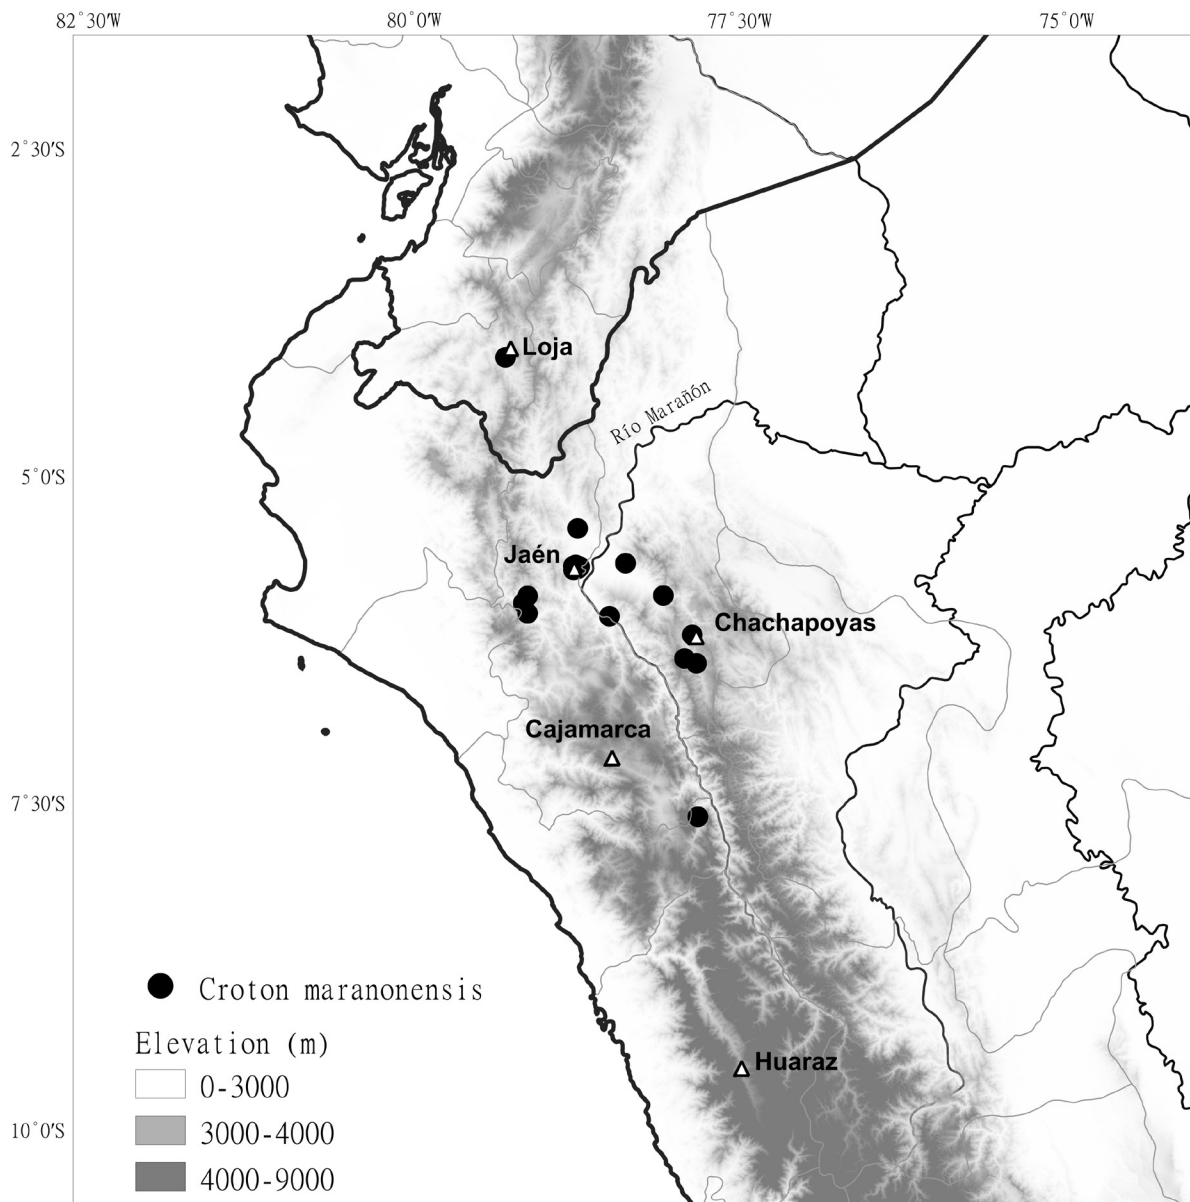 82°30'W 80°0'W 77°30'W 75°0'W
2°30'S
Loja
Río Marañón
5°0'S
Jaén
Chachapoyas
Cajamarca
7°30'S
Croton maranonensis
Elevation (m)
Huaraz
0-3000
10°0'S
3000-4000
4000-9000